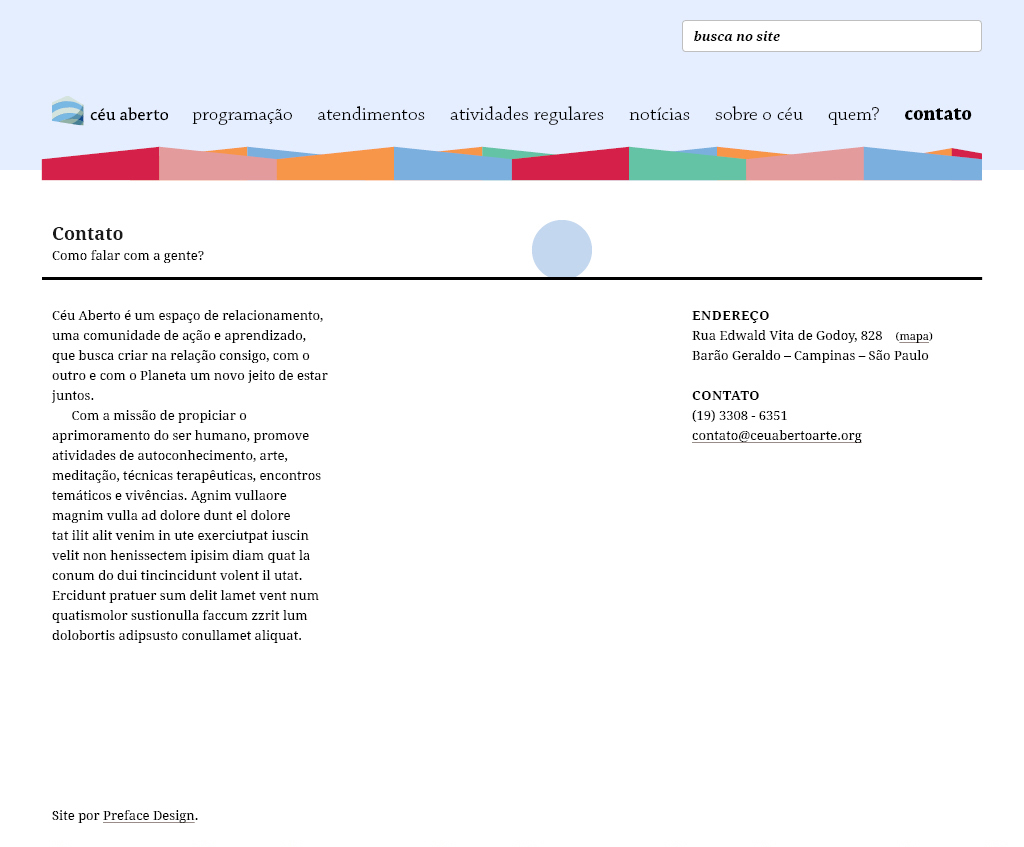 busca no site
céu aberto programação atendimentos atividades regulares notícias sobre o céu quem? contato
Contato
Como falar com a gente?
Céu Aberto é um espaço de relacionamento,
uma comunidade de ação e aprendizado,
que busca criar na relação consigo, com o
outro e com o Planeta um novo jeito de estar
juntos.
Com a missão de propiciar o
aprimoramento do ser humano, promove
atividades de autoconhecimento, arte,
meditação, técnicas terapêuticas, encontros
temáticos e vivências. Agnim vullaore
magnim vulla ad dolore dunt el dolore
tat ilit alit venim in ute exerciutpat iuscin
velit non henissectem ipisim diam quat la
conum do dui tincincidunt volent il utat.
Ercidunt pratuer sum delit lamet vent num
quatismolor sustionulla faccum zzrit lum
dolobortis adipsusto conullamet aliquat.
ENDEREÇO
Rua Edwald Vita de Godoy, 828 (mapa)
Barão Geraldo – Campinas – São Paulo
CONTATO
(19) 3308 - 6351
contato@ceuabertoarte.org
Site por Preface Design.